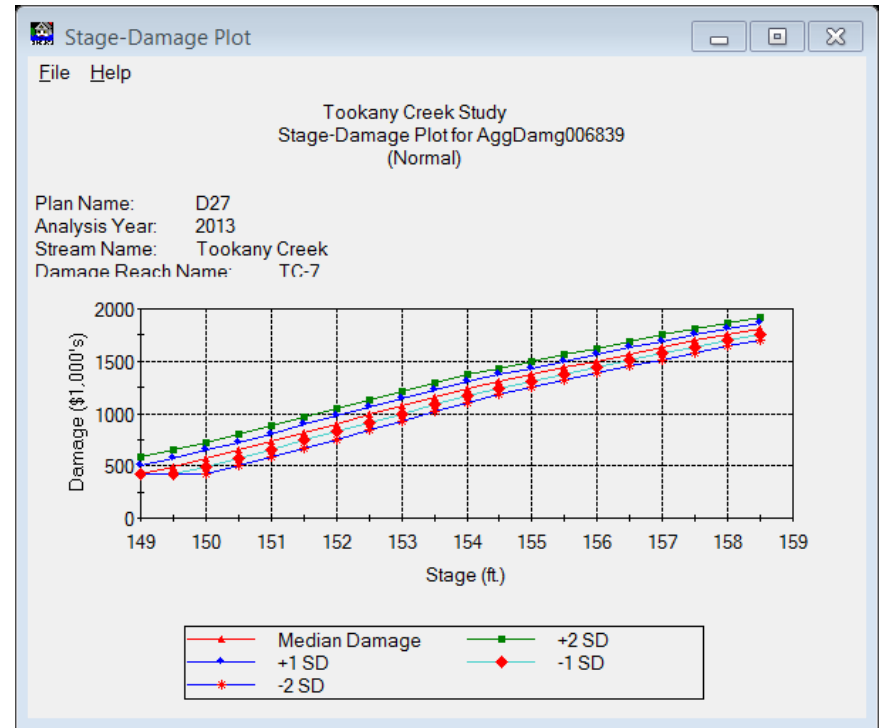 Stage-Damage Plot
File Help
Tookany Creek Study
Stage-Damage Plot for AggDamg006839
(Normal)
Plan Name: D27
Analysis Year: 2013
Stream Name: Tookany Creek
Damage Reach Name: TC-7
2000
1500
1000
500
0
Damage ($1,000's)
149 150 151 152 153 154 155 156 157 158 159
Stage (ft.)
Median Damage +2 SD
+1 SD -1 SD
-2 SD